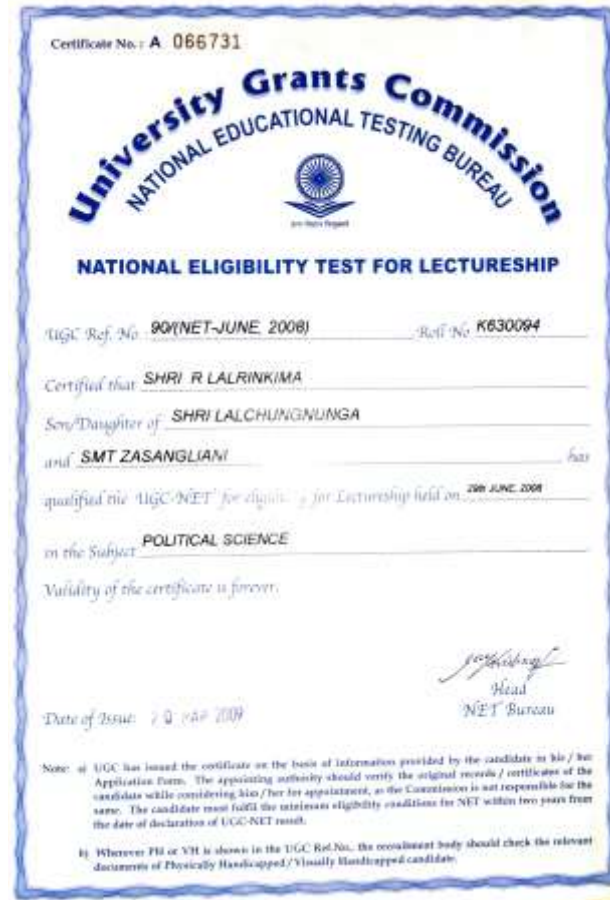 Certificate No. : A 066731
University Grants Commission
NATIONAL EDUCATIONAL TESTING BUREAU
NATIONAL ELIGIBILITY TEST FOR LECTURESHIP
UGC Ref. No. 90/(NET-JUNE, 2008) Roll No. K630094
Certified that SHRI R LALRINKIMA
Son/Daughter of SHRI LALCHUNGNUNGA
and SMT ZASANGLIANI has
qualified the UGC-NET for for Lectureship held on 29th JUNE, 2008
in the Subject POLITICAL SCIENCE
Validity of the certificate is forever.
Head
Date of Issue: 20 MAR 2009 NET Bureau
Note: a) UGC has issued the certificate on the basis of information provided by the candidate in his / her
Application Form. The appointing authority should verify the original records / certificates of the
candidate while considering him / her for appointment, as the Commission is not responsible for the
same. The candidate must fulfil the minimum eligibility conditions for NET within two years from
the date of declaration of UGC-NET result.
b) Wherever PH or VH is shown in the UGC Ref.No., the recruitment body should check the relevant
documents of Physically Handicapped / Visually Handicapped candidate.